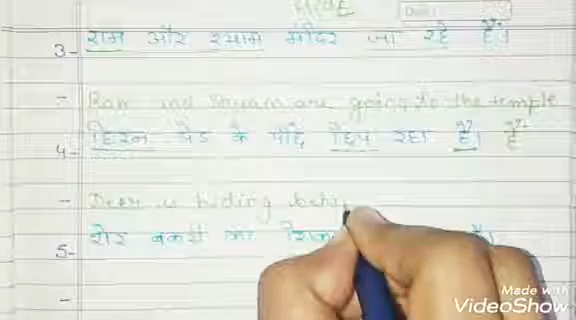 3- राम और श्याम मंदिर जा रहे हैं।
- Ram and Shyam are going to the temple
4- हिरन पेड के पीछे छिप रहा है। है
- Deer is hiding behi
5- शेर बकरी का है।
-
Made with
VideoShow